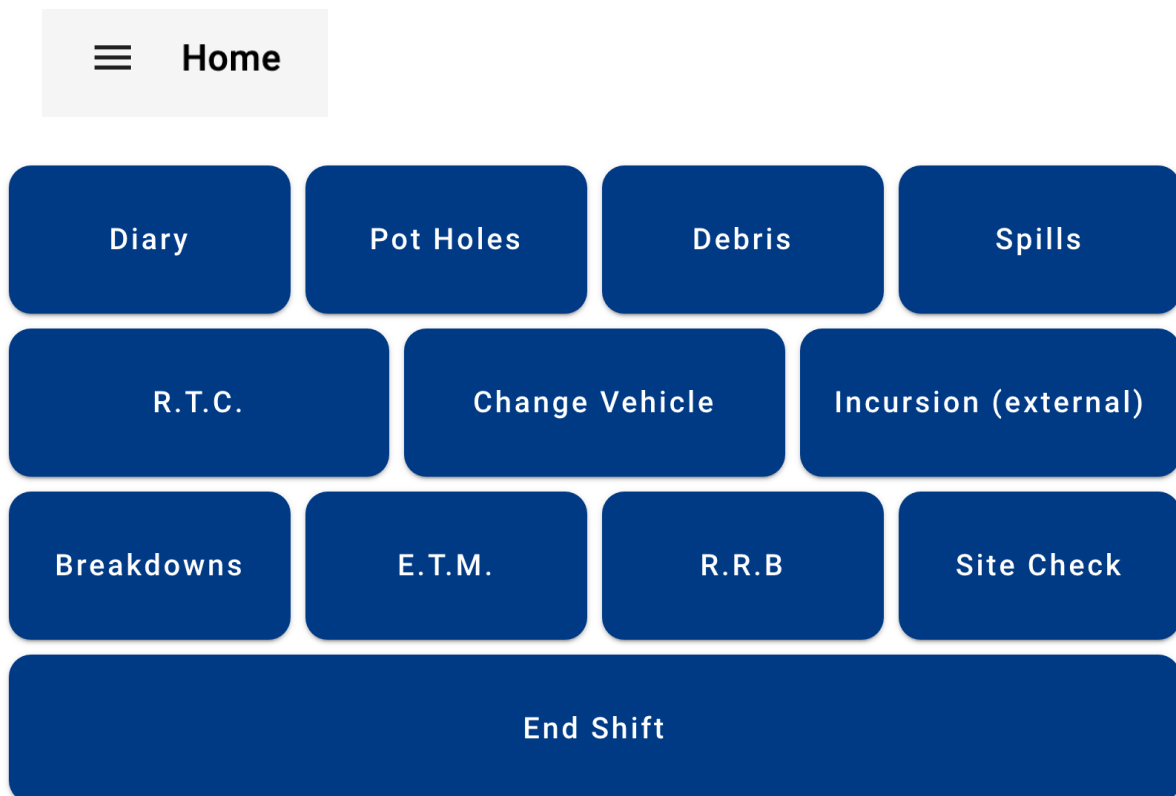 Home
Diary Pot Holes Debris Spills
R.T.C. Change Vehicle Incursion (external)
Breakdowns E.T.M. R.R.B Site Check
End Shift